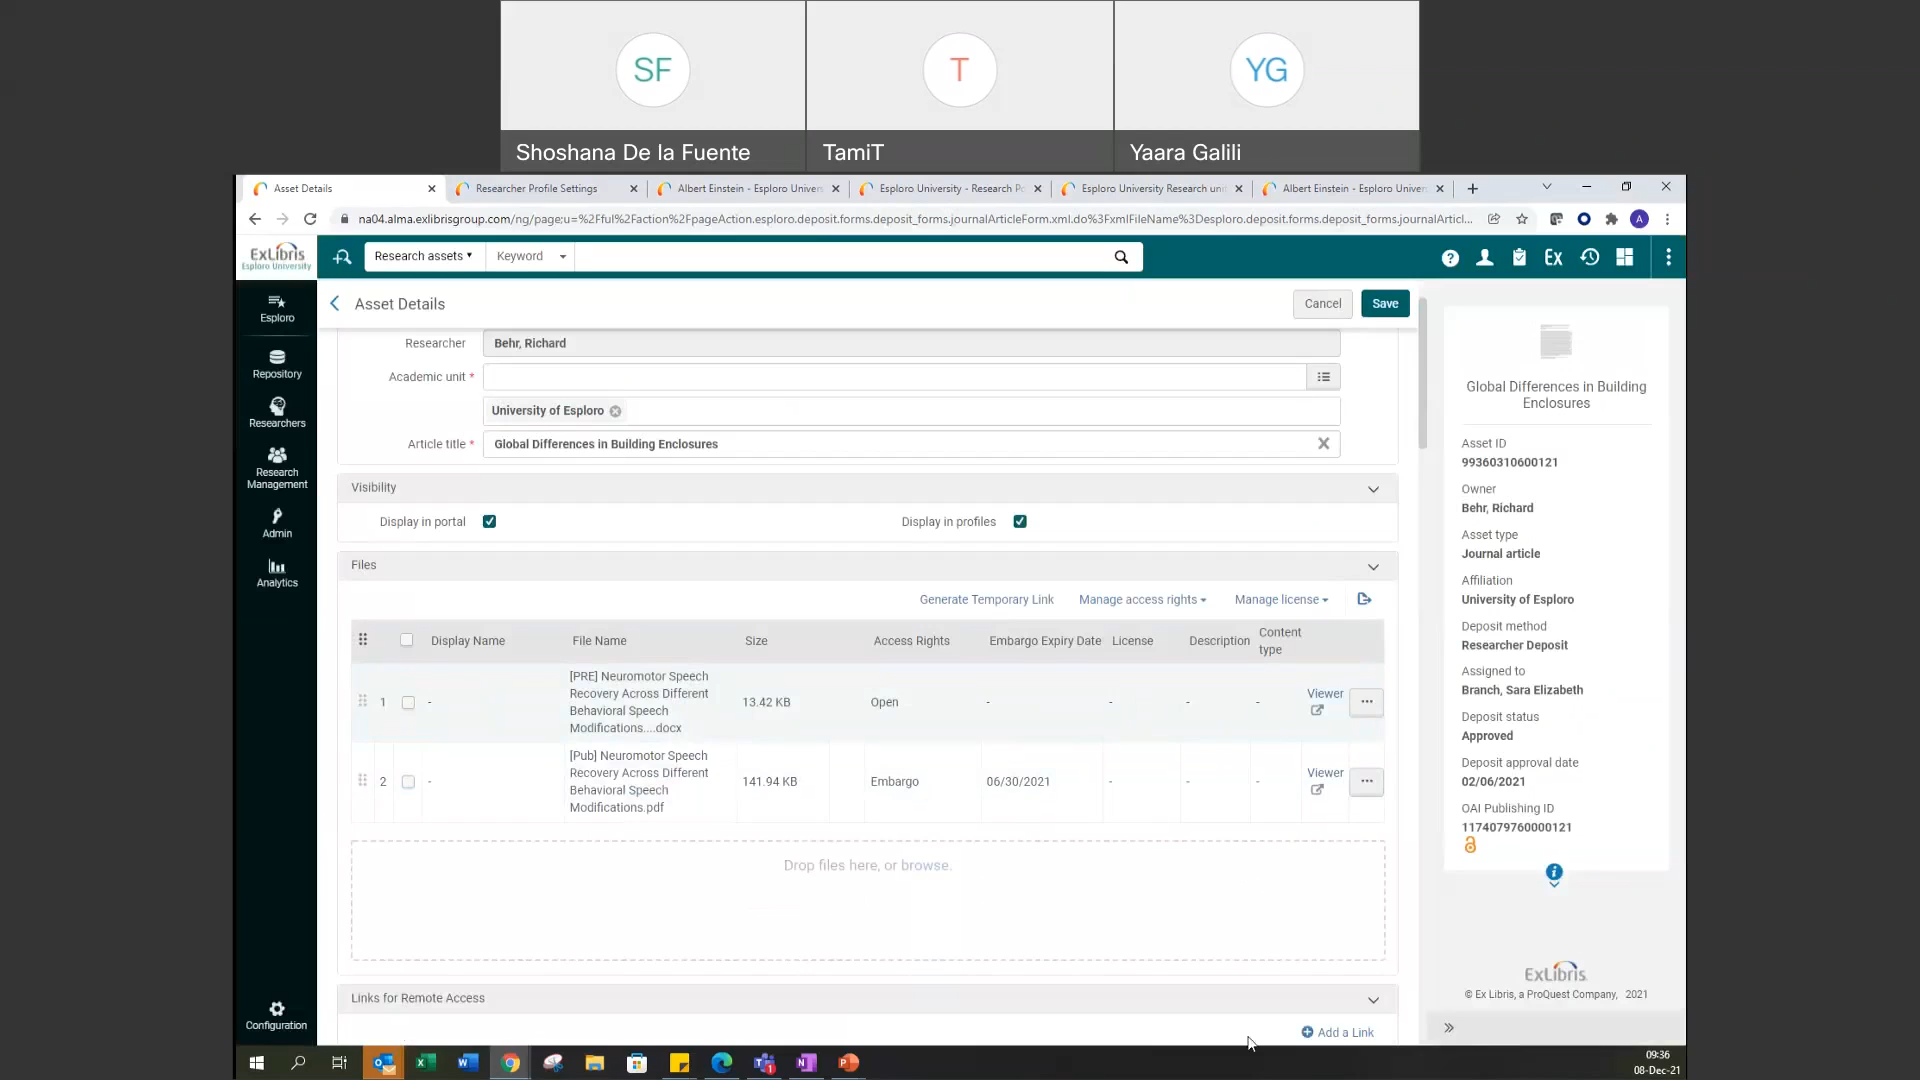 SF
T
YG
Shoshana De la Fuente
TamiT
Yaara Galili
Asset Details
Researcher Profile Settings
Albert Einstein - Esploro Univers
Esploro University - Research Po
Esploro University Research unit
Albert Einstein - Esploro Univers
na04.alma.exlibrisgroup.com/ng/page;u=%2Ful%2Faction%2FpageAction.esploro.deposit.forms.deposit_forms.journalArticleForm.xml.do%3FxmlFileName%3Desploro.deposit.forms.deposit_forms.journalArticl...
A
ExLibris
Esploro University
Research assets
Keyword
Ex
Esploro
Repository
Researchers
Research
Management
Admin
Analytics
Configuration
Asset Details
Cancel
Save
Researcher
Behr, Richard
Academic unit *
University of Esploro
Article title *
Global Differences in Building Enclosures
Visibility
Display in portal
Display in profiles
Files
Generate Temporary Link
Manage access rights
Manage license
Display Name
File Name
Size
Access Rights
Embargo Expiry Date
License
Description
Content
type
1
-
[PRE] Neuromotor Speech
Recovery Across Different
Behavioral Speech
Modifications....docx
13.42 KB
Open
-
-
-
-
Viewer
2
-
[Pub] Neuromotor Speech
Recovery Across Different
Behavioral Speech
Modifications.pdf
141.94 KB
Embargo
06/30/2021
-
-
-
Viewer
Drop files here, or browse.
Links for Remote Access
Add a Link
Global Differences in Building
Enclosures
Asset ID
99360310600121
Owner
Behr, Richard
Asset type
Journal article
Affiliation
University of Esploro
Deposit method
Researcher Deposit
Assigned to
Branch, Sara Elizabeth
Deposit status
Approved
Deposit approval date
02/06/2021
OAI Publishing ID
1174079760000121
ExLibris
© Ex Libris, a ProQuest Company, 2021
09:36
08-Dec-21